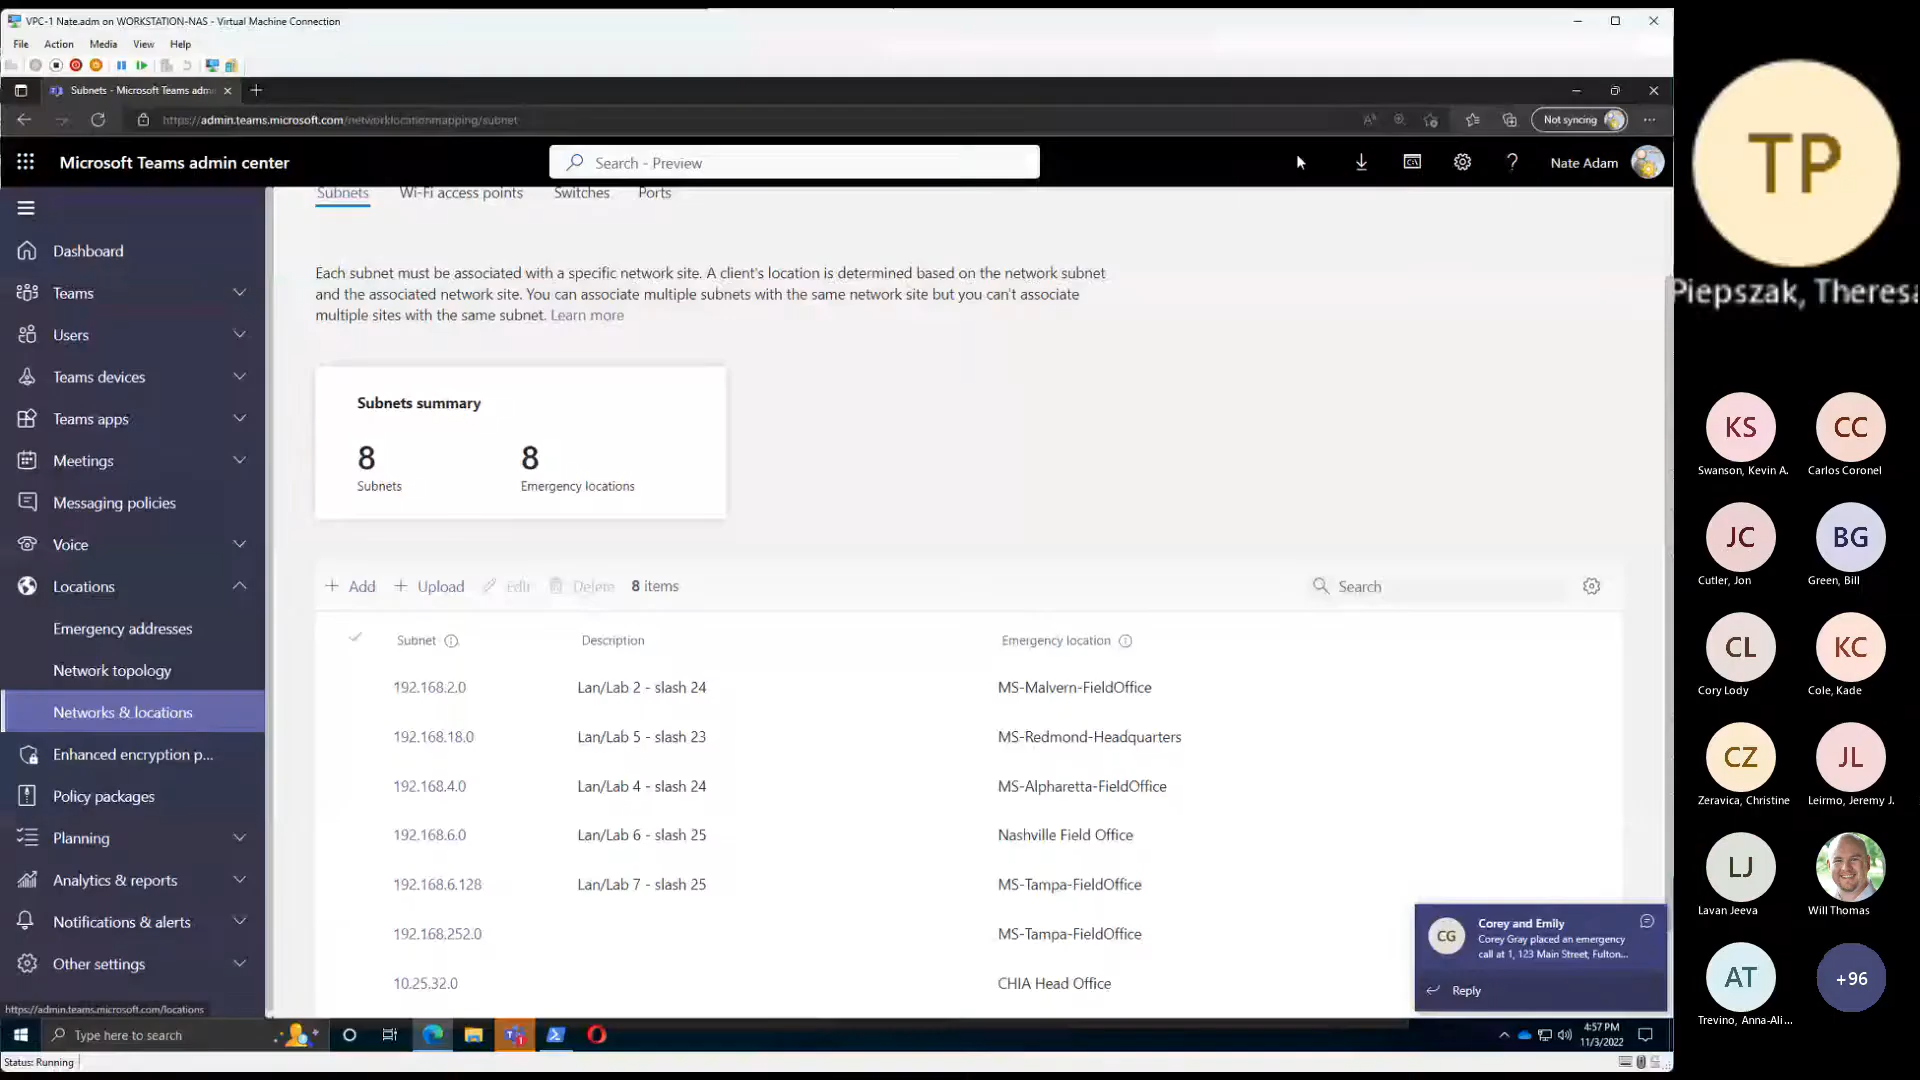 VPC-1 Nate.adm on WORKSTATION-NAS - Virtual Machine Connection
File Action Media View Help
Subnets - Microsoft Teams adm
https://admin.teams.microsoft.com/networklocationmapping/subnet
Not syncing
Microsoft Teams admin center
Search - Preview
Nate Adam
Dashboard
Teams
Users
Teams devices
Teams apps
Meetings
Messaging policies
Voice
Locations
Emergency addresses
Network topology
Networks & locations
Enhanced encryption p...
Policy packages
Planning
Analytics & reports
Notifications & alerts
Other settings
https://admin.teams.microsoft.com/locations
Subnets Wi-Fi access points Switches Ports
Each subnet must be associated with a specific network site. A client's location is determined based on the network subnet
and the associated network site. You can associate multiple subnets with the same network site but you can't associate
multiple sites with the same subnet. Learn more
Subnets summary
8 8
Subnets Emergency locations
Add Upload Edit Delete 8 items Search
Subnet Description Emergency location
192.168.2.0 Lan/Lab 2 - slash 24 MS-Malvern-FieldOffice
192.168.18.0 Lan/Lab 5 - slash 23 MS-Redmond-Headquarters
192.168.4.0 Lan/Lab 4 - slash 24 MS-Alpharetta-FieldOffice
192.168.6.0 Lan/Lab 6 - slash 25 Nashville Field Office
192.168.6.128 Lan/Lab 7 - slash 25 MS-Tampa-FieldOffice
192.168.252.0 MS-Tampa-FieldOffice
10.25.32.0 CHIA Head Office
CG
Corey and Emily
Corey Gray placed an emergency
call at 1, 123 Main Street, Fulton...
Reply
Type here to search
1
4:57 PM
11/3/2022
Status: Running
TP
Piepszak, Theres
KS CC
Swanson, Kevin A. Carlos Coronel
JC BG
Cutler, Jon Green, Bill
CL KC
Cory Lody Cole, Kade
CZ JL
Zeravica, Christine Leirmo, Jeremy J.
LJ
Lavan Jeeva Will Thomas
AT +96
Trevino, Anna-Ali...